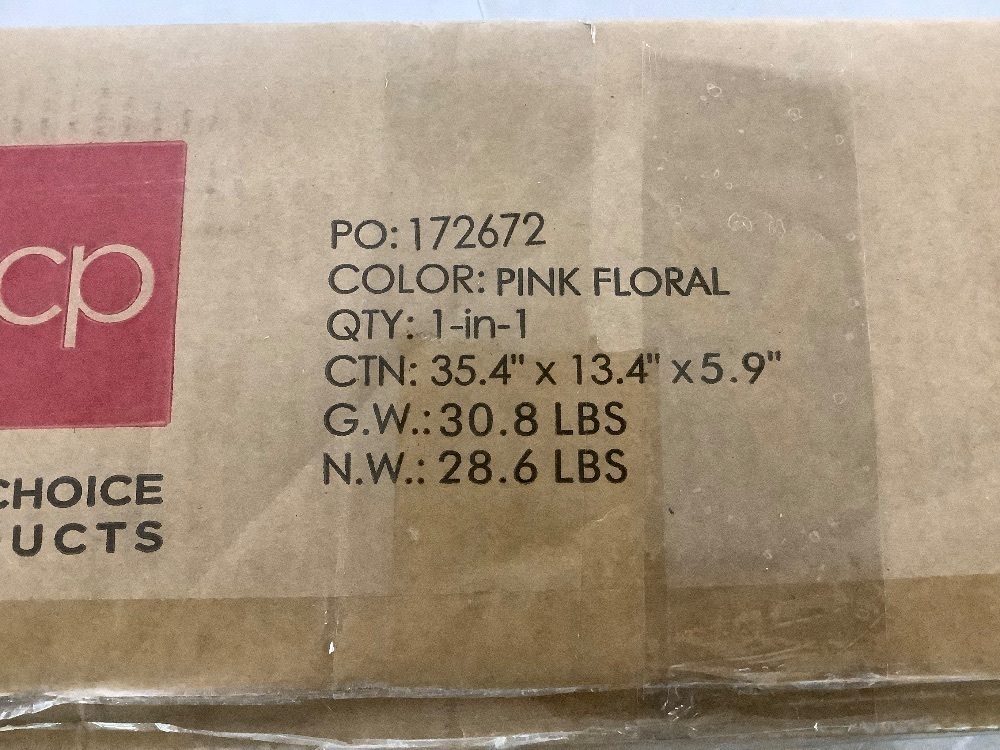 cp
CHOICE
UCTS
PO: 172672
COLOR: PINK FLORAL
QTY: 1-in-1
CTN: 35.4" x 13.4" x 5.9"
G.W.: 30.8 LBS
N.W.: 28.6 LBS